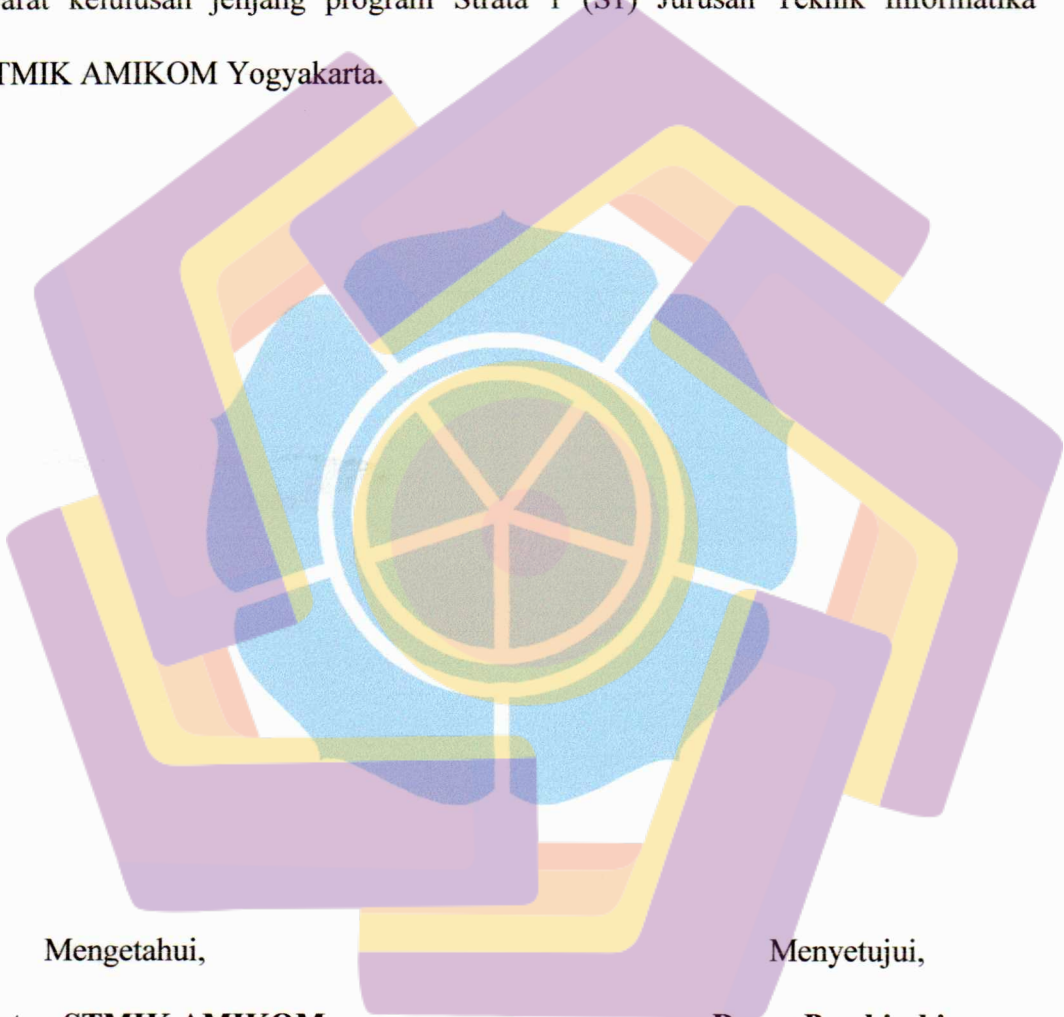 arat kelulusan jenjang program Strata 1 (S1) Jurusan Teknik Informatika
TMIK AMIKOM Yogyakarta.
Mengetahui, Menyetujui,
STMIK AMIKOM